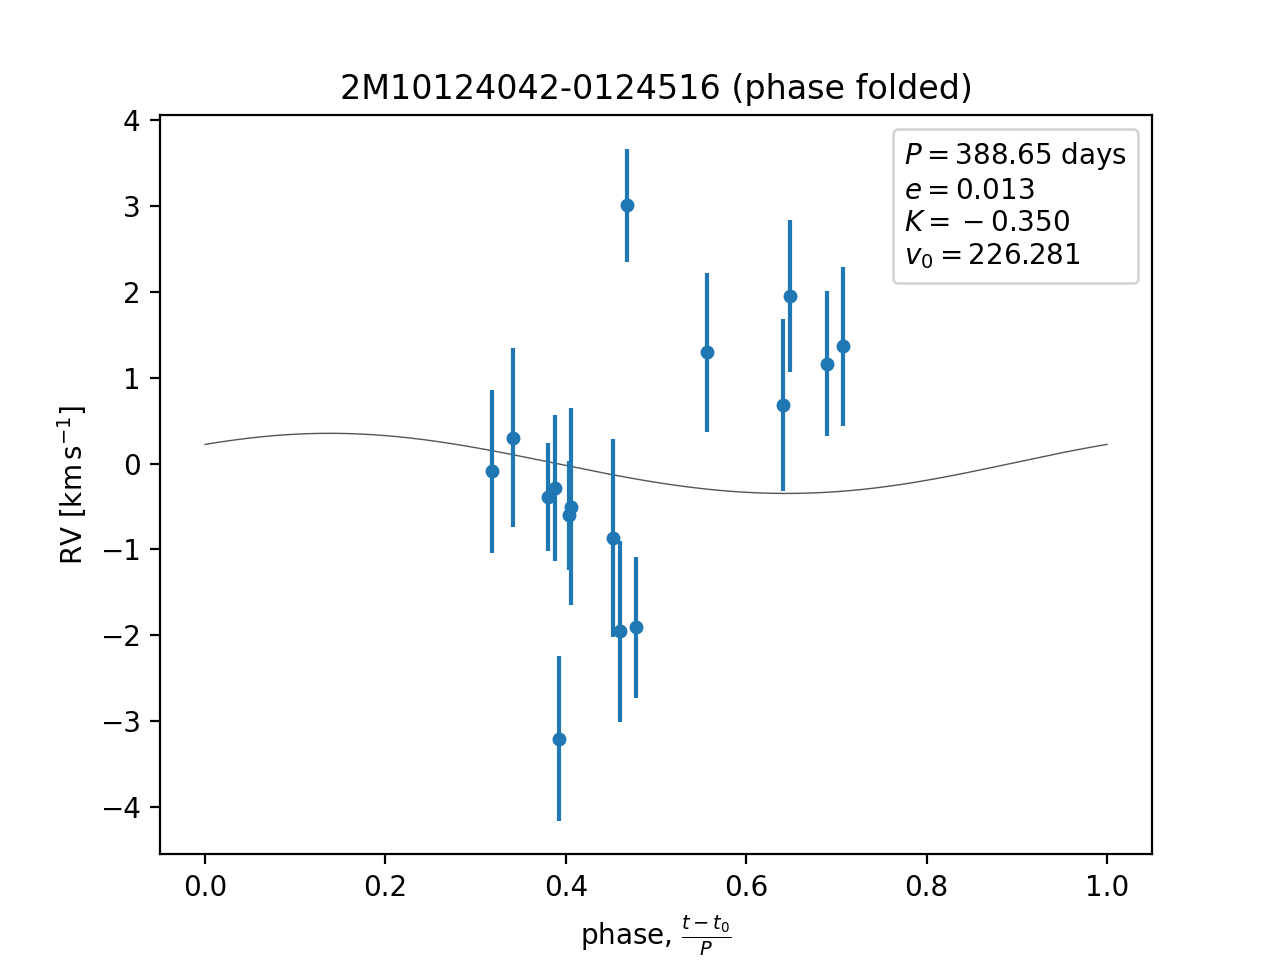 2M10124042-0124516 (phase folded)
P = 388.65 days
e = 0.013
K = −0.350
v₀ = 226.281
RV [km s⁻¹]
4
3
2
1
0
−1
−2
−3
−4
0.0 0.2 0.4 0.6 0.8 1.0
phase, (t − t₀)/P